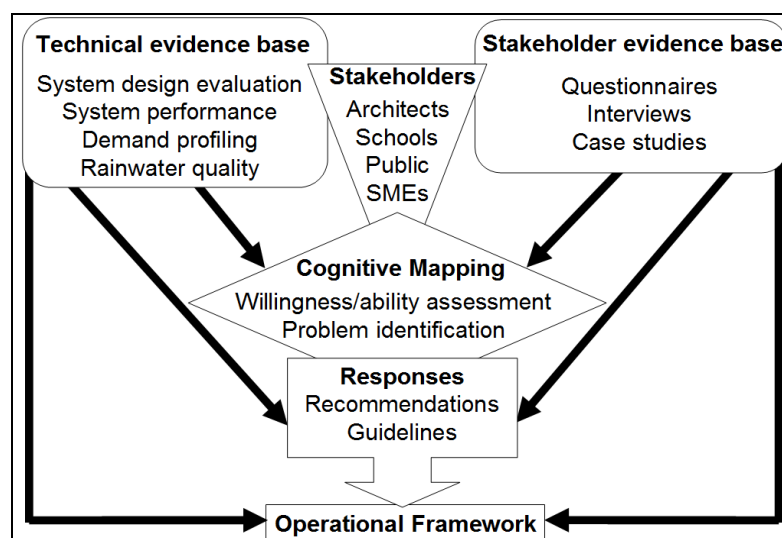 Technical evidence base
System design evaluation
System performance
Demand profiling
Rainwater quality
Stakeholders
Architects
Schools
Public
SMEs
Stakeholder evidence base
Questionnaires
Interviews
Case studies
Cognitive Mapping
Willingness/ability assessment
Problem identification
Responses
Recommendations
Guidelines
Operational Framework